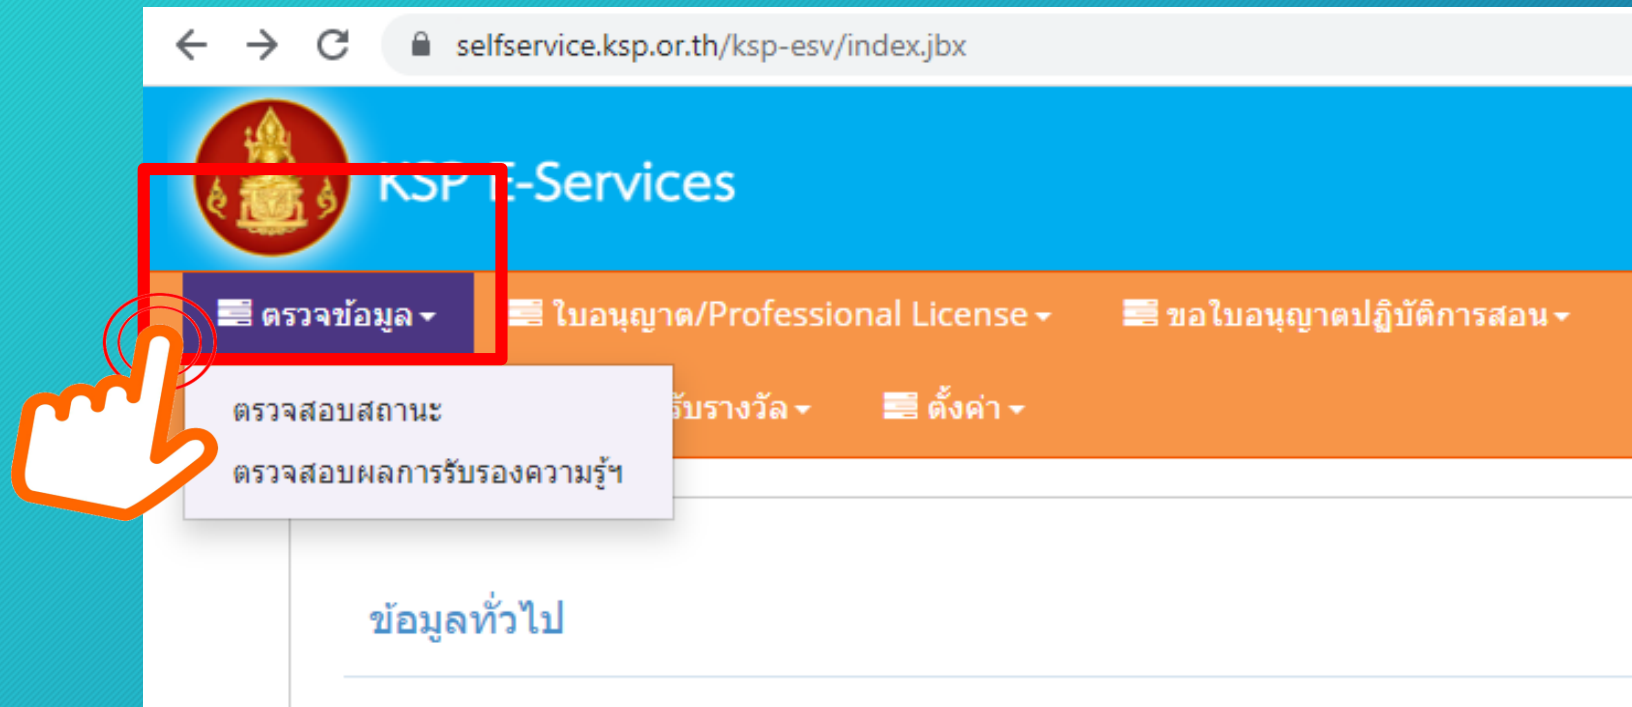 selfservice.ksp.or.th/ksp-esv/index.jbx
KSP E-Services
ตรวจข้อมูล ใบอนุญาต/Professional License ขอใบอนุญาตปฏิบัติการสอน
รับรางวัล ตั้งค่า
ตรวจสอบสถานะ
ตรวจสอบผลการรับรองความรู้ฯ
ข้อมูลทั่วไป